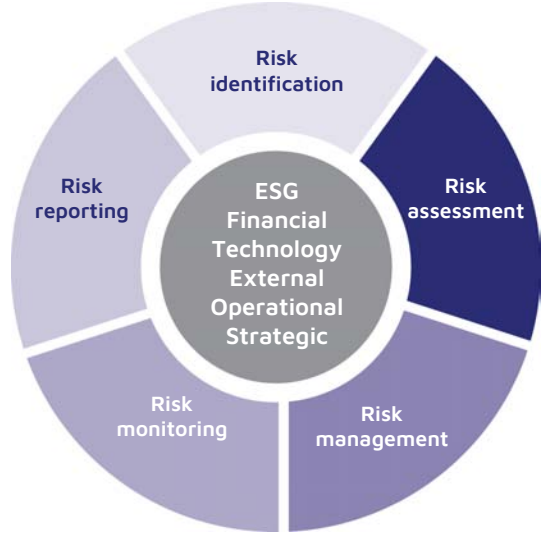 Risk
identification
Risk
assessment
Risk
management
Risk
monitoring
Risk
reporting
ESG
Financial
Technology
External
Operational
Strategic